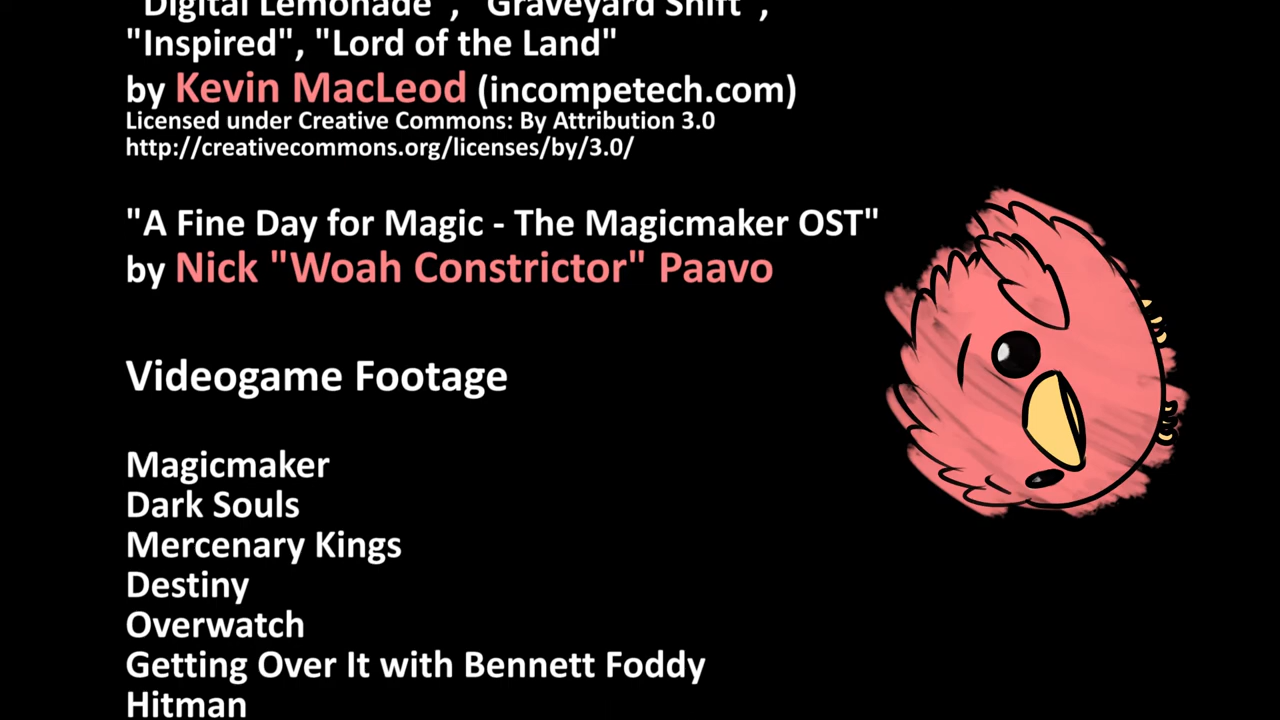 "Digital Lemonade", "Graveyard Shift",
"Inspired", "Lord of the Land"
by Kevin MacLeod (incompetech.com)
Licensed under Creative Commons: By Attribution 3.0
http://creativecommons.org/licenses/by/3.0/
"A Fine Day for Magic - The Magicmaker OST"
by Nick "Woah Constrictor" Paavo
Videogame Footage
Magicmaker
Dark Souls
Mercenary Kings
Destiny
Overwatch
Getting Over It with Bennett Foddy
Hitman